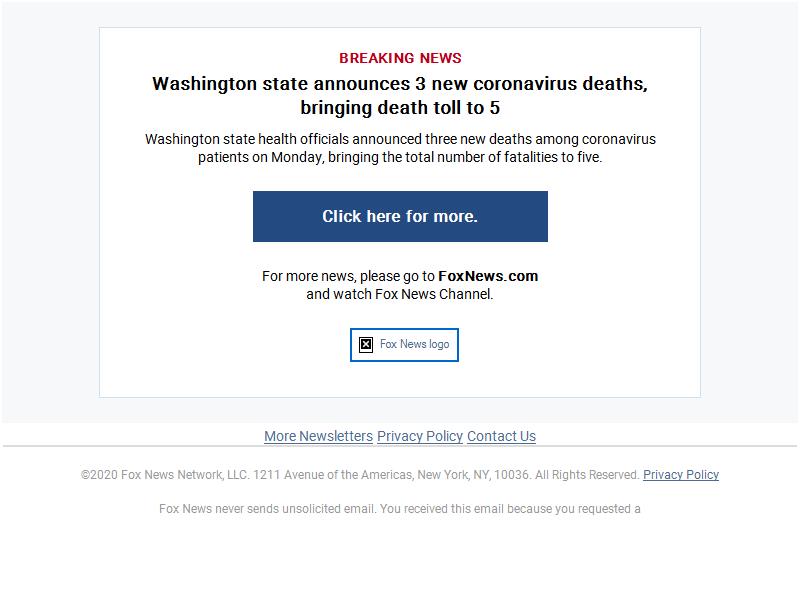 BREAKING NEWS
Washington state announces 3 new coronavirus deaths,
bringing death toll to 5
Washington state health officials announced three new deaths among coronavirus
patients on Monday, bringing the total number of fatalities to five.
Click here for more.
For more news, please go to FoxNews.com
and watch Fox News Channel.
Fox News logo
More Newsletters Privacy Policy Contact Us
©2020 Fox News Network, LLC. 1211 Avenue of the Americas, New York, NY, 10036. All Rights Reserved. Privacy Policy
Fox News never sends unsolicited email. You received this email because you requested a